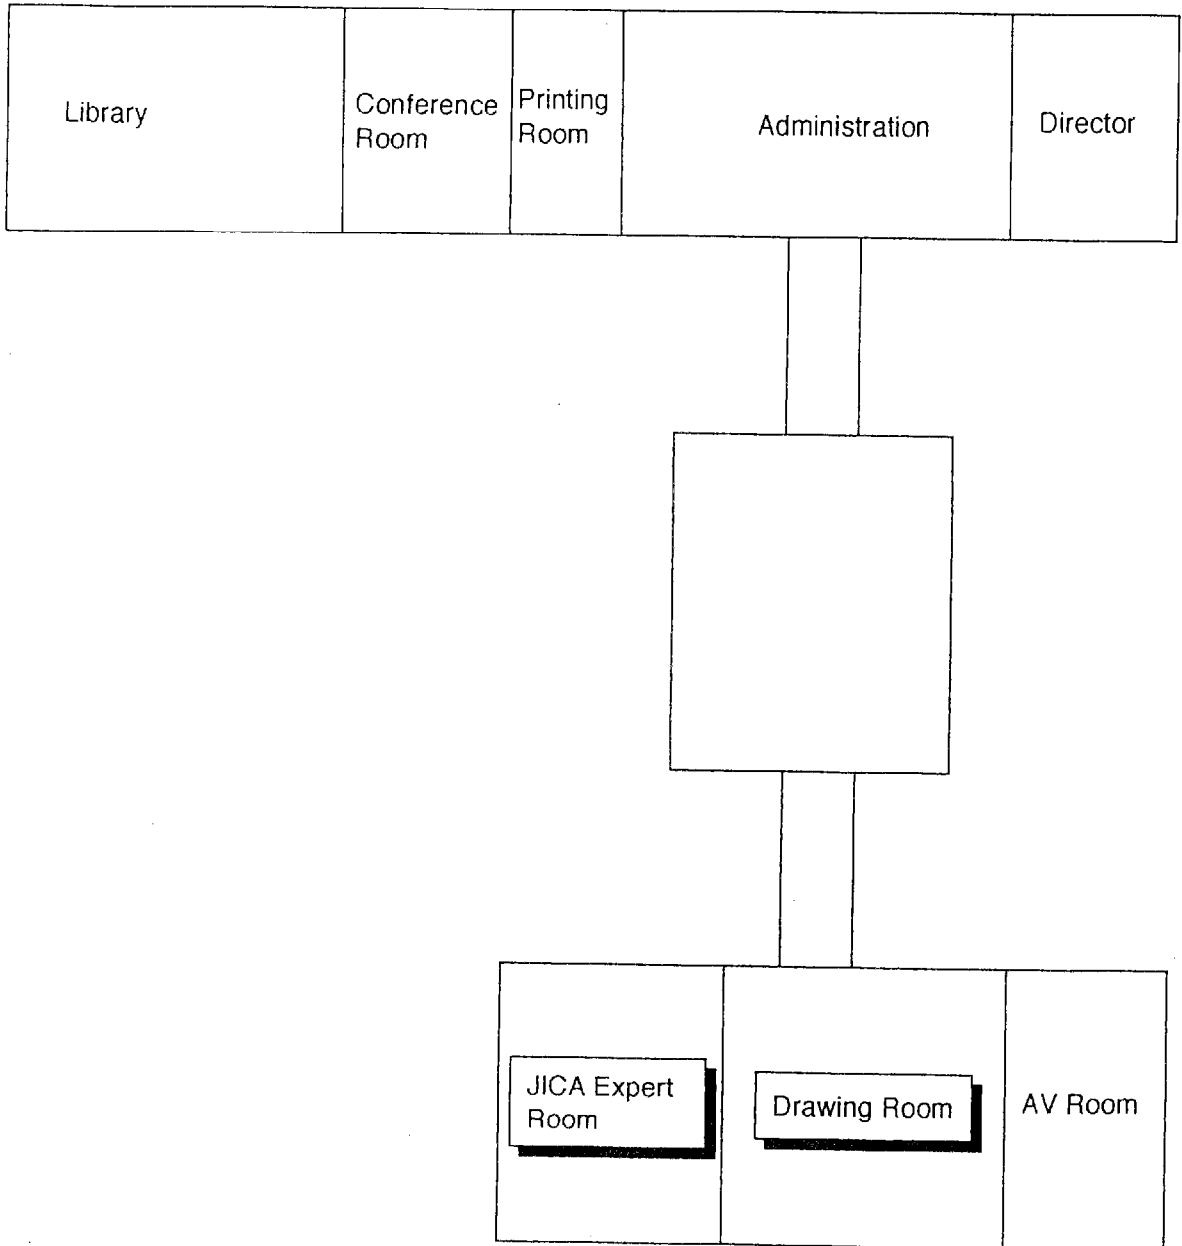 Library
Conference
Room
Printing
Room
Administration
Director
JICA Expert
Room
Drawing Room
AV Room